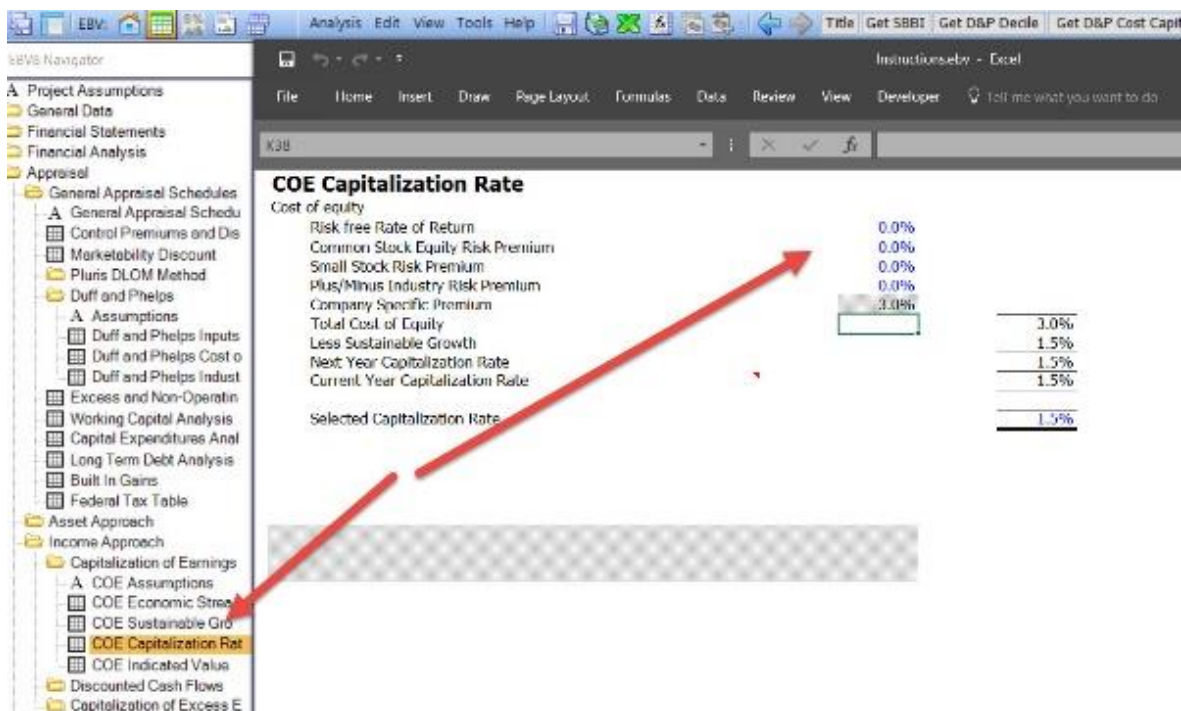 EBV: Analysis Edit View Tools Help Title Get SBBI Get D&P Decile Get D&P Cost Capit
EBV8 Navigator
Instructions.ebv - Excel
File Home Insert Draw Page Layout Formulas Data Review View Developer Tell me what you want to do
K38 fx
A Project Assumptions
General Data
Financial Statements
Financial Analysis
Appraisal
General Appraisal Schedules
A General Appraisal Schedu
Control Premiums and Dis
Marketability Discount
Pluris DLOM Method
Duff and Phelps
A Assumptions
Duff and Phelps Inputs
Duff and Phelps Cost o
Duff and Phelps Indust
Excess and Non-Operatin
Working Capital Analysis
Capital Expenditures Anal
Long Term Debt Analysis
Built In Gains
Federal Tax Table
Asset Approach
Income Approach
Capitalization of Earnings
A COE Assumptions
COE Economic Strea
COE Sustainable Gro
COE Capitalization Rat
COE Indicated Value
Discounted Cash Flows
Capitalization of Excess E
COE Capitalization Rate
Cost of equity
Risk free Rate of Return 0.0%
Common Stock Equity Risk Premium 0.0%
Small Stock Risk Premium 0.0%
Plus/Minus Industry Risk Premium 0.0%
Company Specific Premium 3.0%
Total Cost of Equity 3.0%
Less Sustainable Growth 1.5%
Next Year Capitalization Rate 1.5%
Current Year Capitalization Rate 1.5%
Selected Capitalization Rate 1.5%